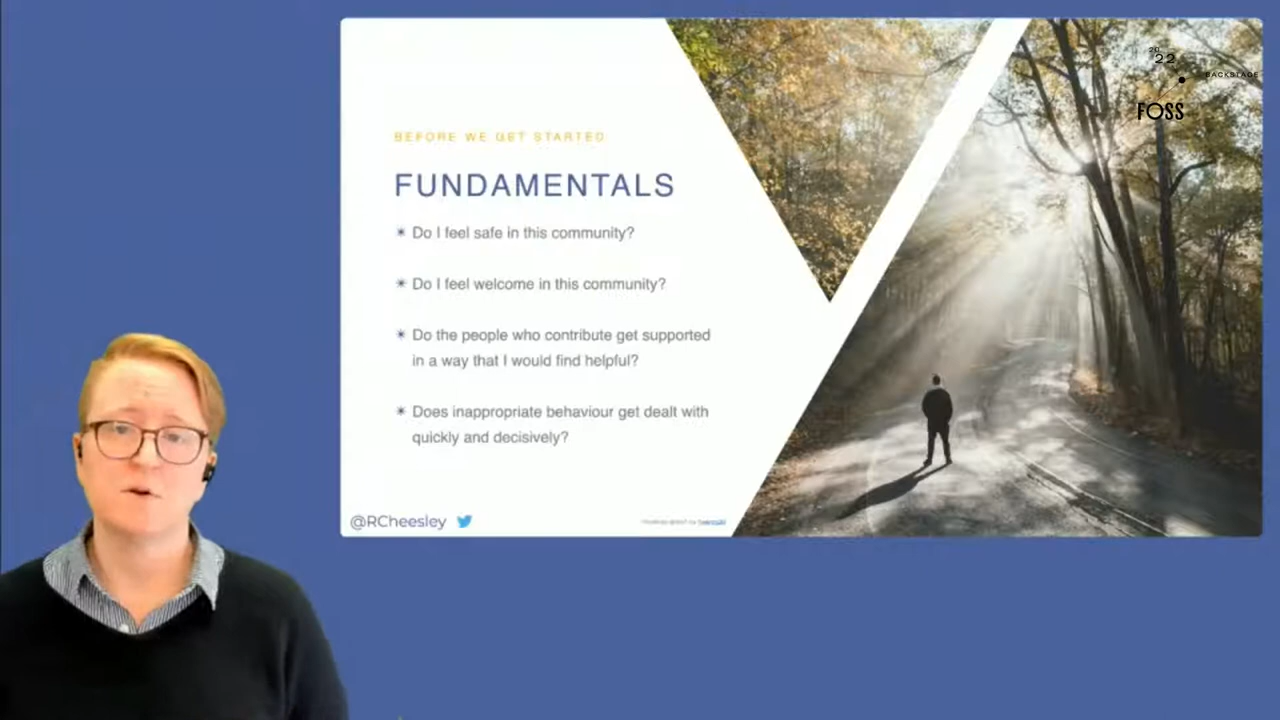 BEFORE WE GET STARTED
FUNDAMENTALS
* Do I feel safe in this community?
* Do I feel welcome in this community?
* Do the people who contribute get supported
in a way that I would find helpful?
* Does inappropriate behaviour get dealt with
quickly and decisively?
@RCheesley
20
22
BACKSTAGE
FOSS